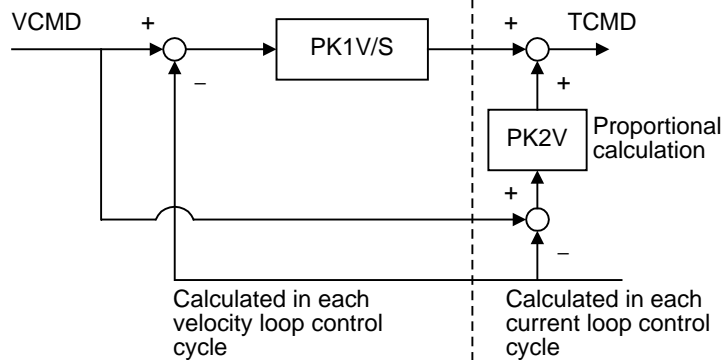 VCMD
+
−
PK1V/S
+
TCMD
+
PK2V
Proportional
calculation
+
−
Calculated in each
velocity loop control
cycle
Calculated in each
current loop control
cycle